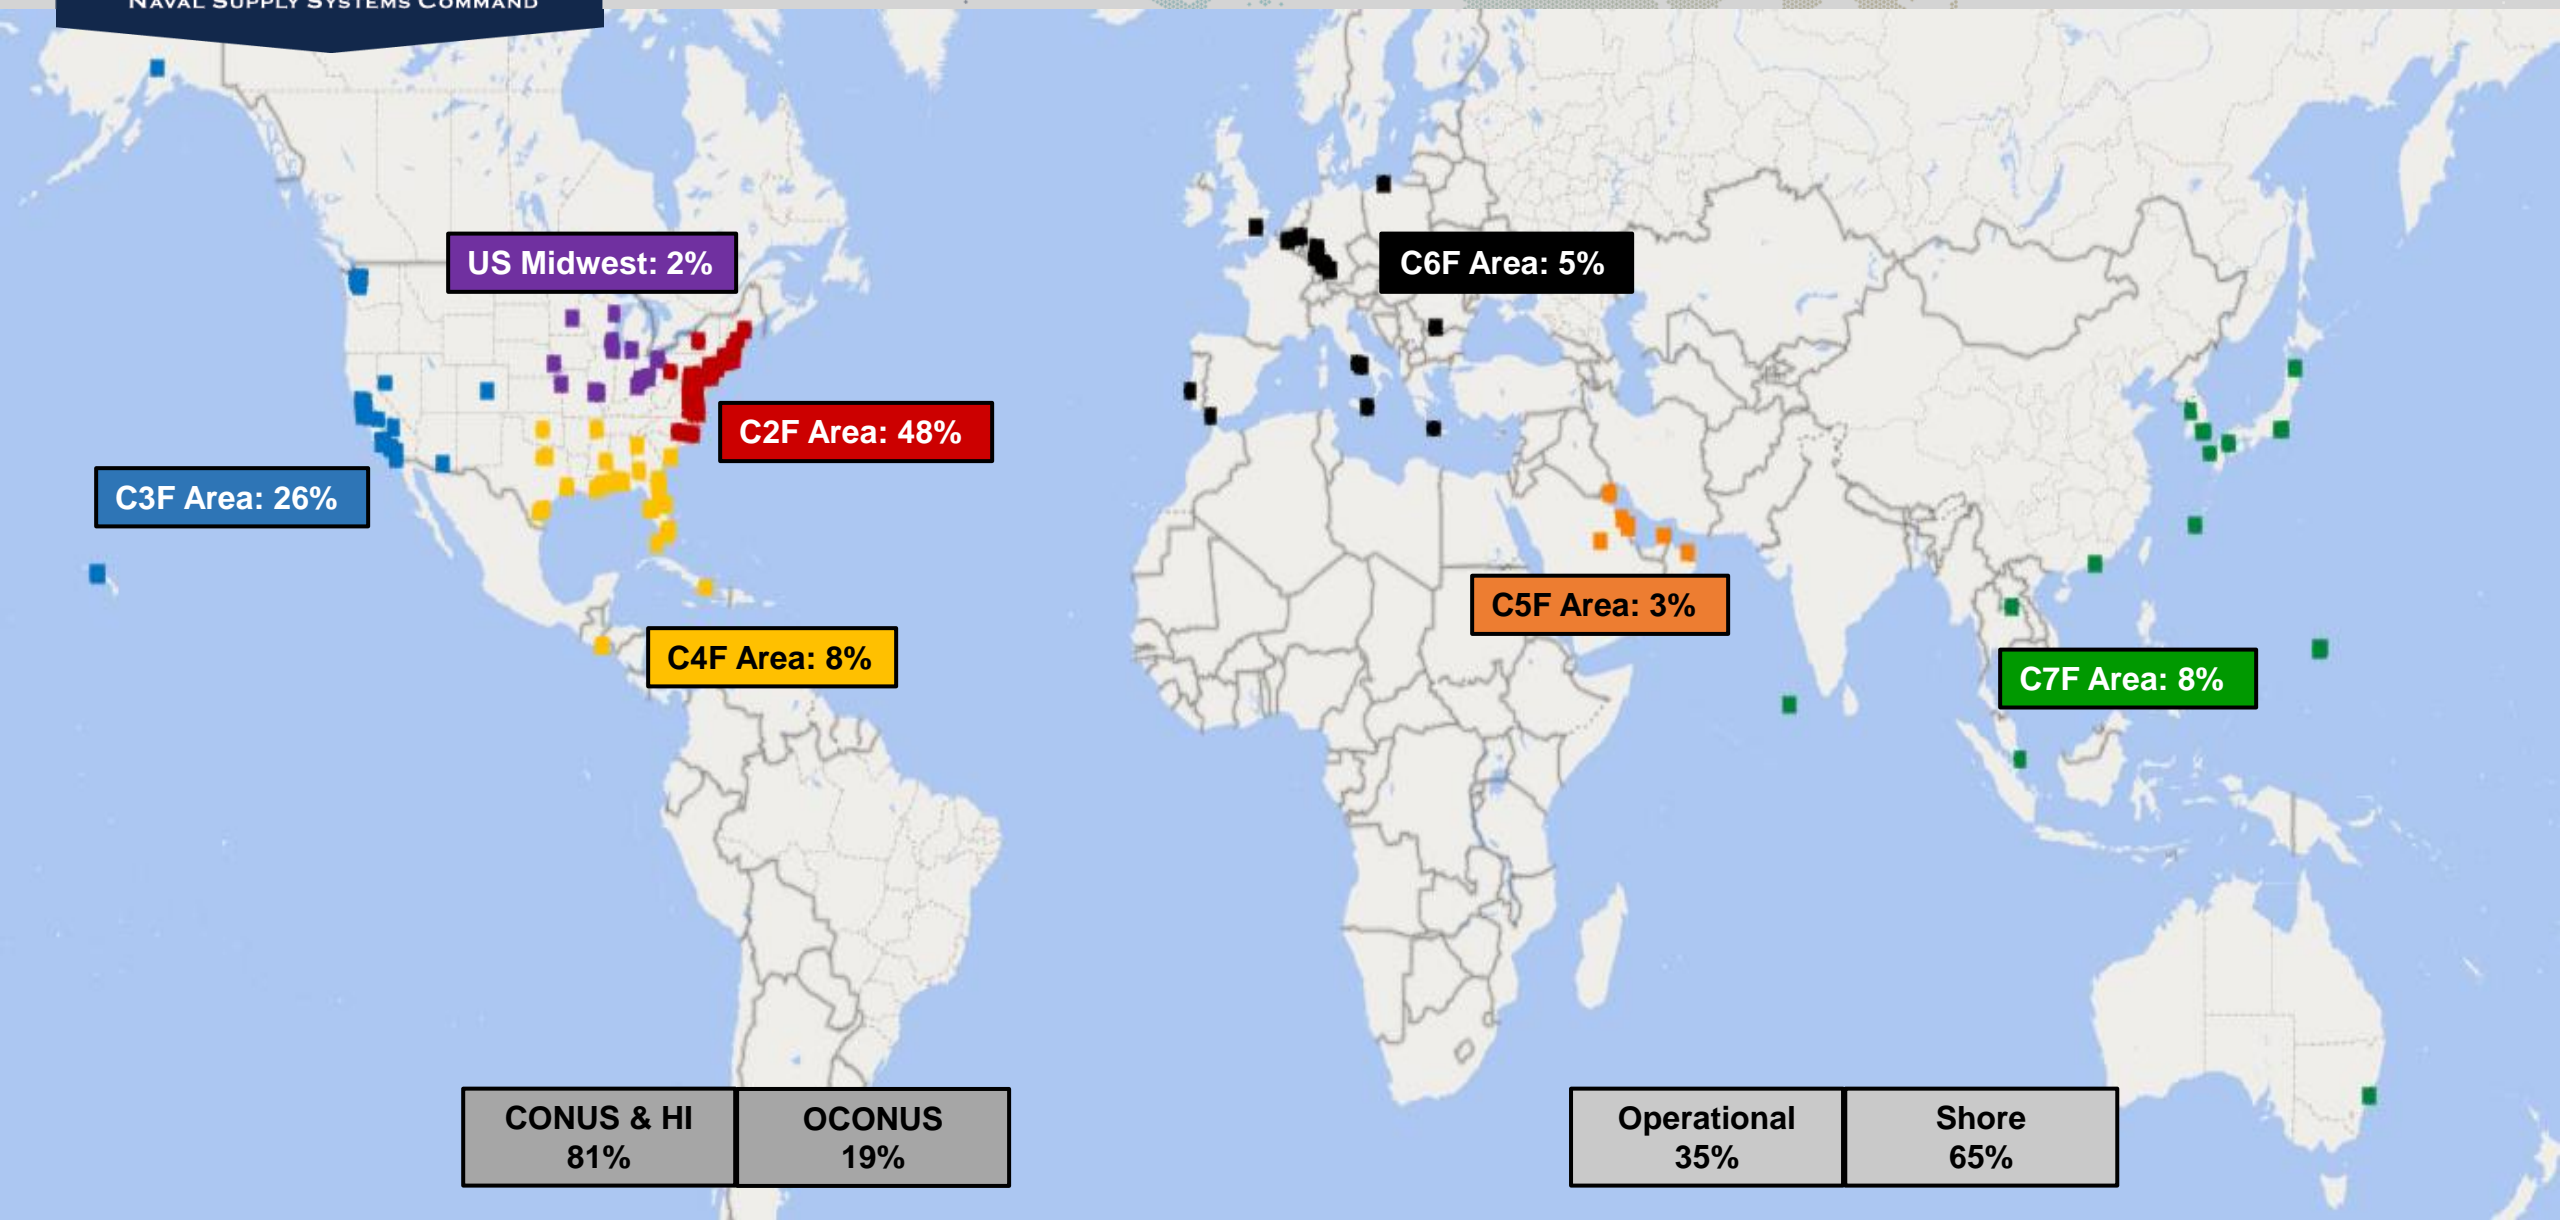 NAVAL SUPPLY SYSTEMS COMMAND
US Midwest: 2%
C6F Area: 5%
C2F Area: 48%
C3F Area: 26%
C5F Area: 3%
C4F Area: 8%
C7F Area: 8%
CONUS & HI
81%
OCONUS
19%
Operational
35%
Shore
65%